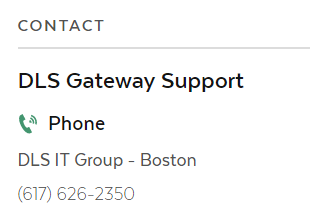 CONTACT
DLS Gateway Support
Phone
DLS IT Group - Boston
(617) 626-2350